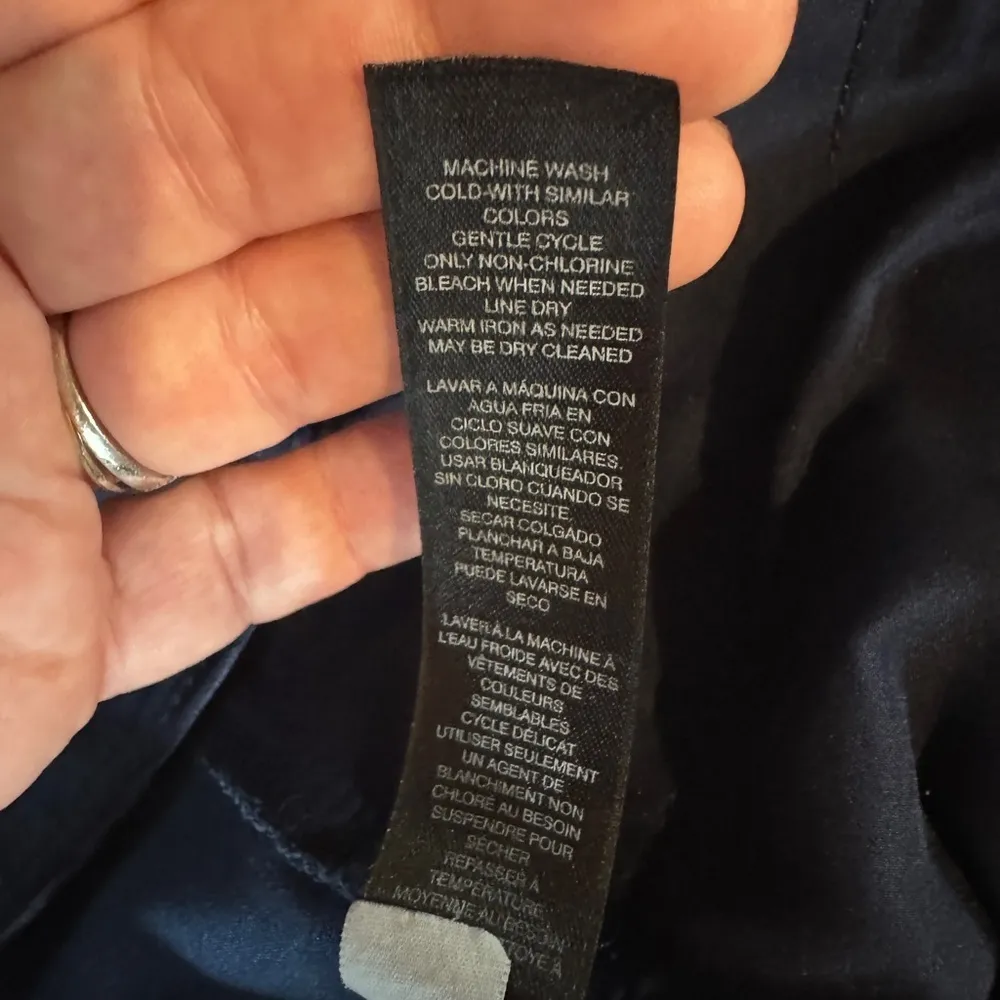 MACHINE WASH
COLD-WITH SIMILAR
COLORS
GENTLE CYCLE
ONLY NON-CHLORINE
BLEACH WHEN NEEDED
LINE DRY
WARM IRON AS NEEDED
MAY BE DRY CLEANED
LAVAR A MÁQUINA CON
AGUA FRIA EN
CICLO SUAVE CON
COLORES SIMILARES.
USAR BLANQUEADOR
SIN CLORO CUANDO SE
NECESITE.
SECAR COLGADO
PLANCHAR A BAJA
TEMPERATURA
PUEDE LAVARSE EN
SECO
LAVER À LA MACHINE À
L'EAU FROIDE AVEC DES
VÊTEMENTS DE
COULEURS
SEMBLABLES
CYCLE DÉLICAT
UTILISER SEULEMENT
UN AGENT DE
BLANCHIMENT NON
CHLORÉ AU BESOIN
SUSPENDRE POUR
SÉCHER
REPASSER À
TEMPÉRATURE
MOYENNE AU BESOIN